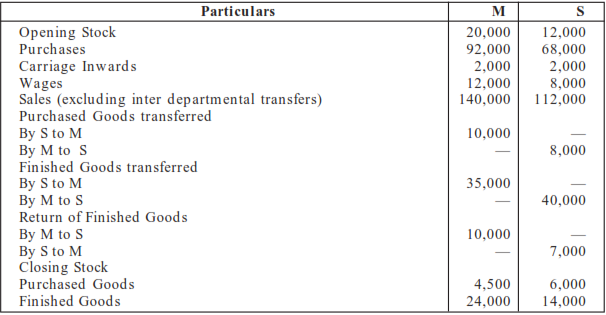 Particulars M S
Opening Stock 20,000 12,000
Purchases 92,000 68,000
Carriage Inwards 2,000 2,000
Wages 12,000 8,000
Sales (excluding inter departmental transfers) 140,000 112,000
Purchased Goods transferred
By S to M 10,000 —
By M to S — 8,000
Finished Goods transferred
By S to M 35,000 —
By M to S — 40,000
Return of Finished Goods
By M to S 10,000 —
By S to M — 7,000
Closing Stock
Purchased Goods 4,500 6,000
Finished Goods 24,000 14,000